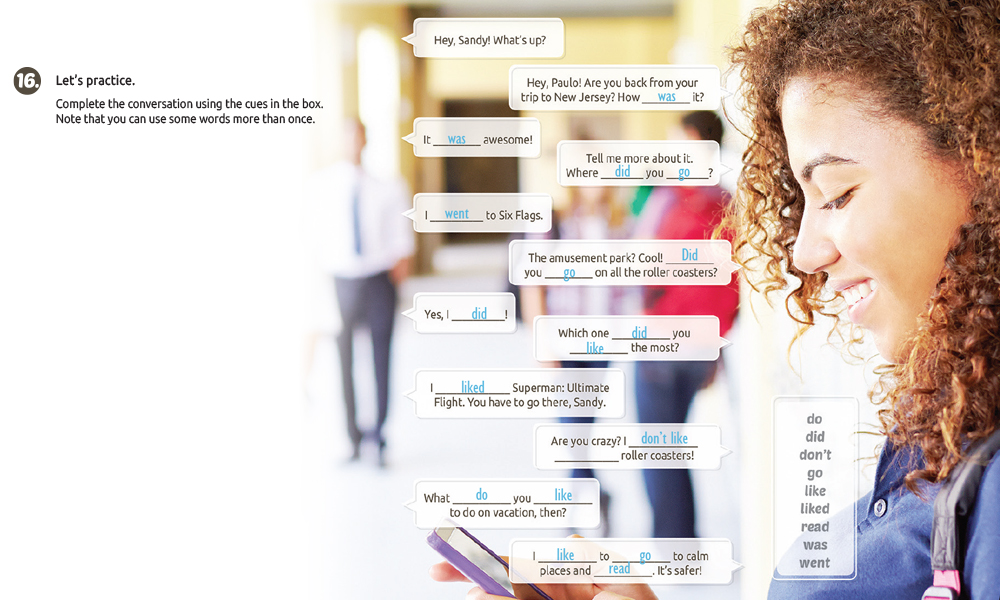 16. Let's practice.
Complete the conversation using the cues in the box.
Note that you can use some words more than once.
Hey, Sandy! What's up?
Hey, Paulo! Are you back from your
trip to New Jersey? How was it?
It was awesome!
Tell me more about it.
Where did you go?
I went to Six Flags.
The amusement park? Cool! Did
you go on all the roller coasters?
Yes, I did!
Which one did you
like the most?
I liked Superman: Ultimate
Flight. You have to go there, Sandy.
Are you crazy? I don't like
______ roller coasters!
What do you like
to do on vacation, then?
I like to go to calm
places and read. It's safer!
do
did
don't
go
like
liked
read
was
went